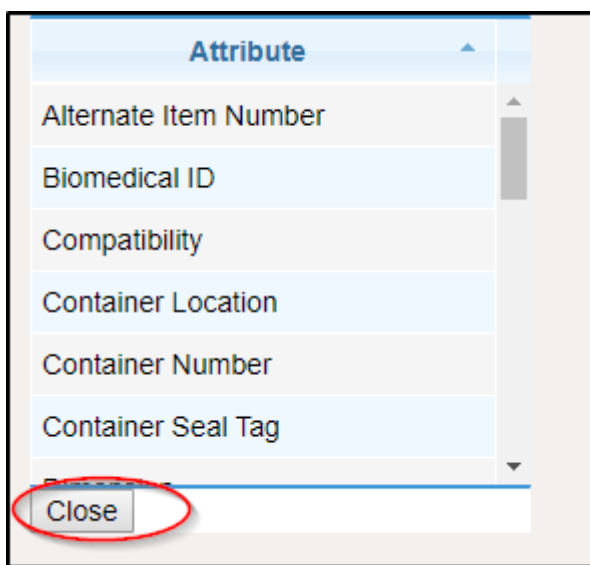 Attribute
Alternate Item Number
Biomedical ID
Compatibility
Container Location
Container Number
Container Seal Tag
Close